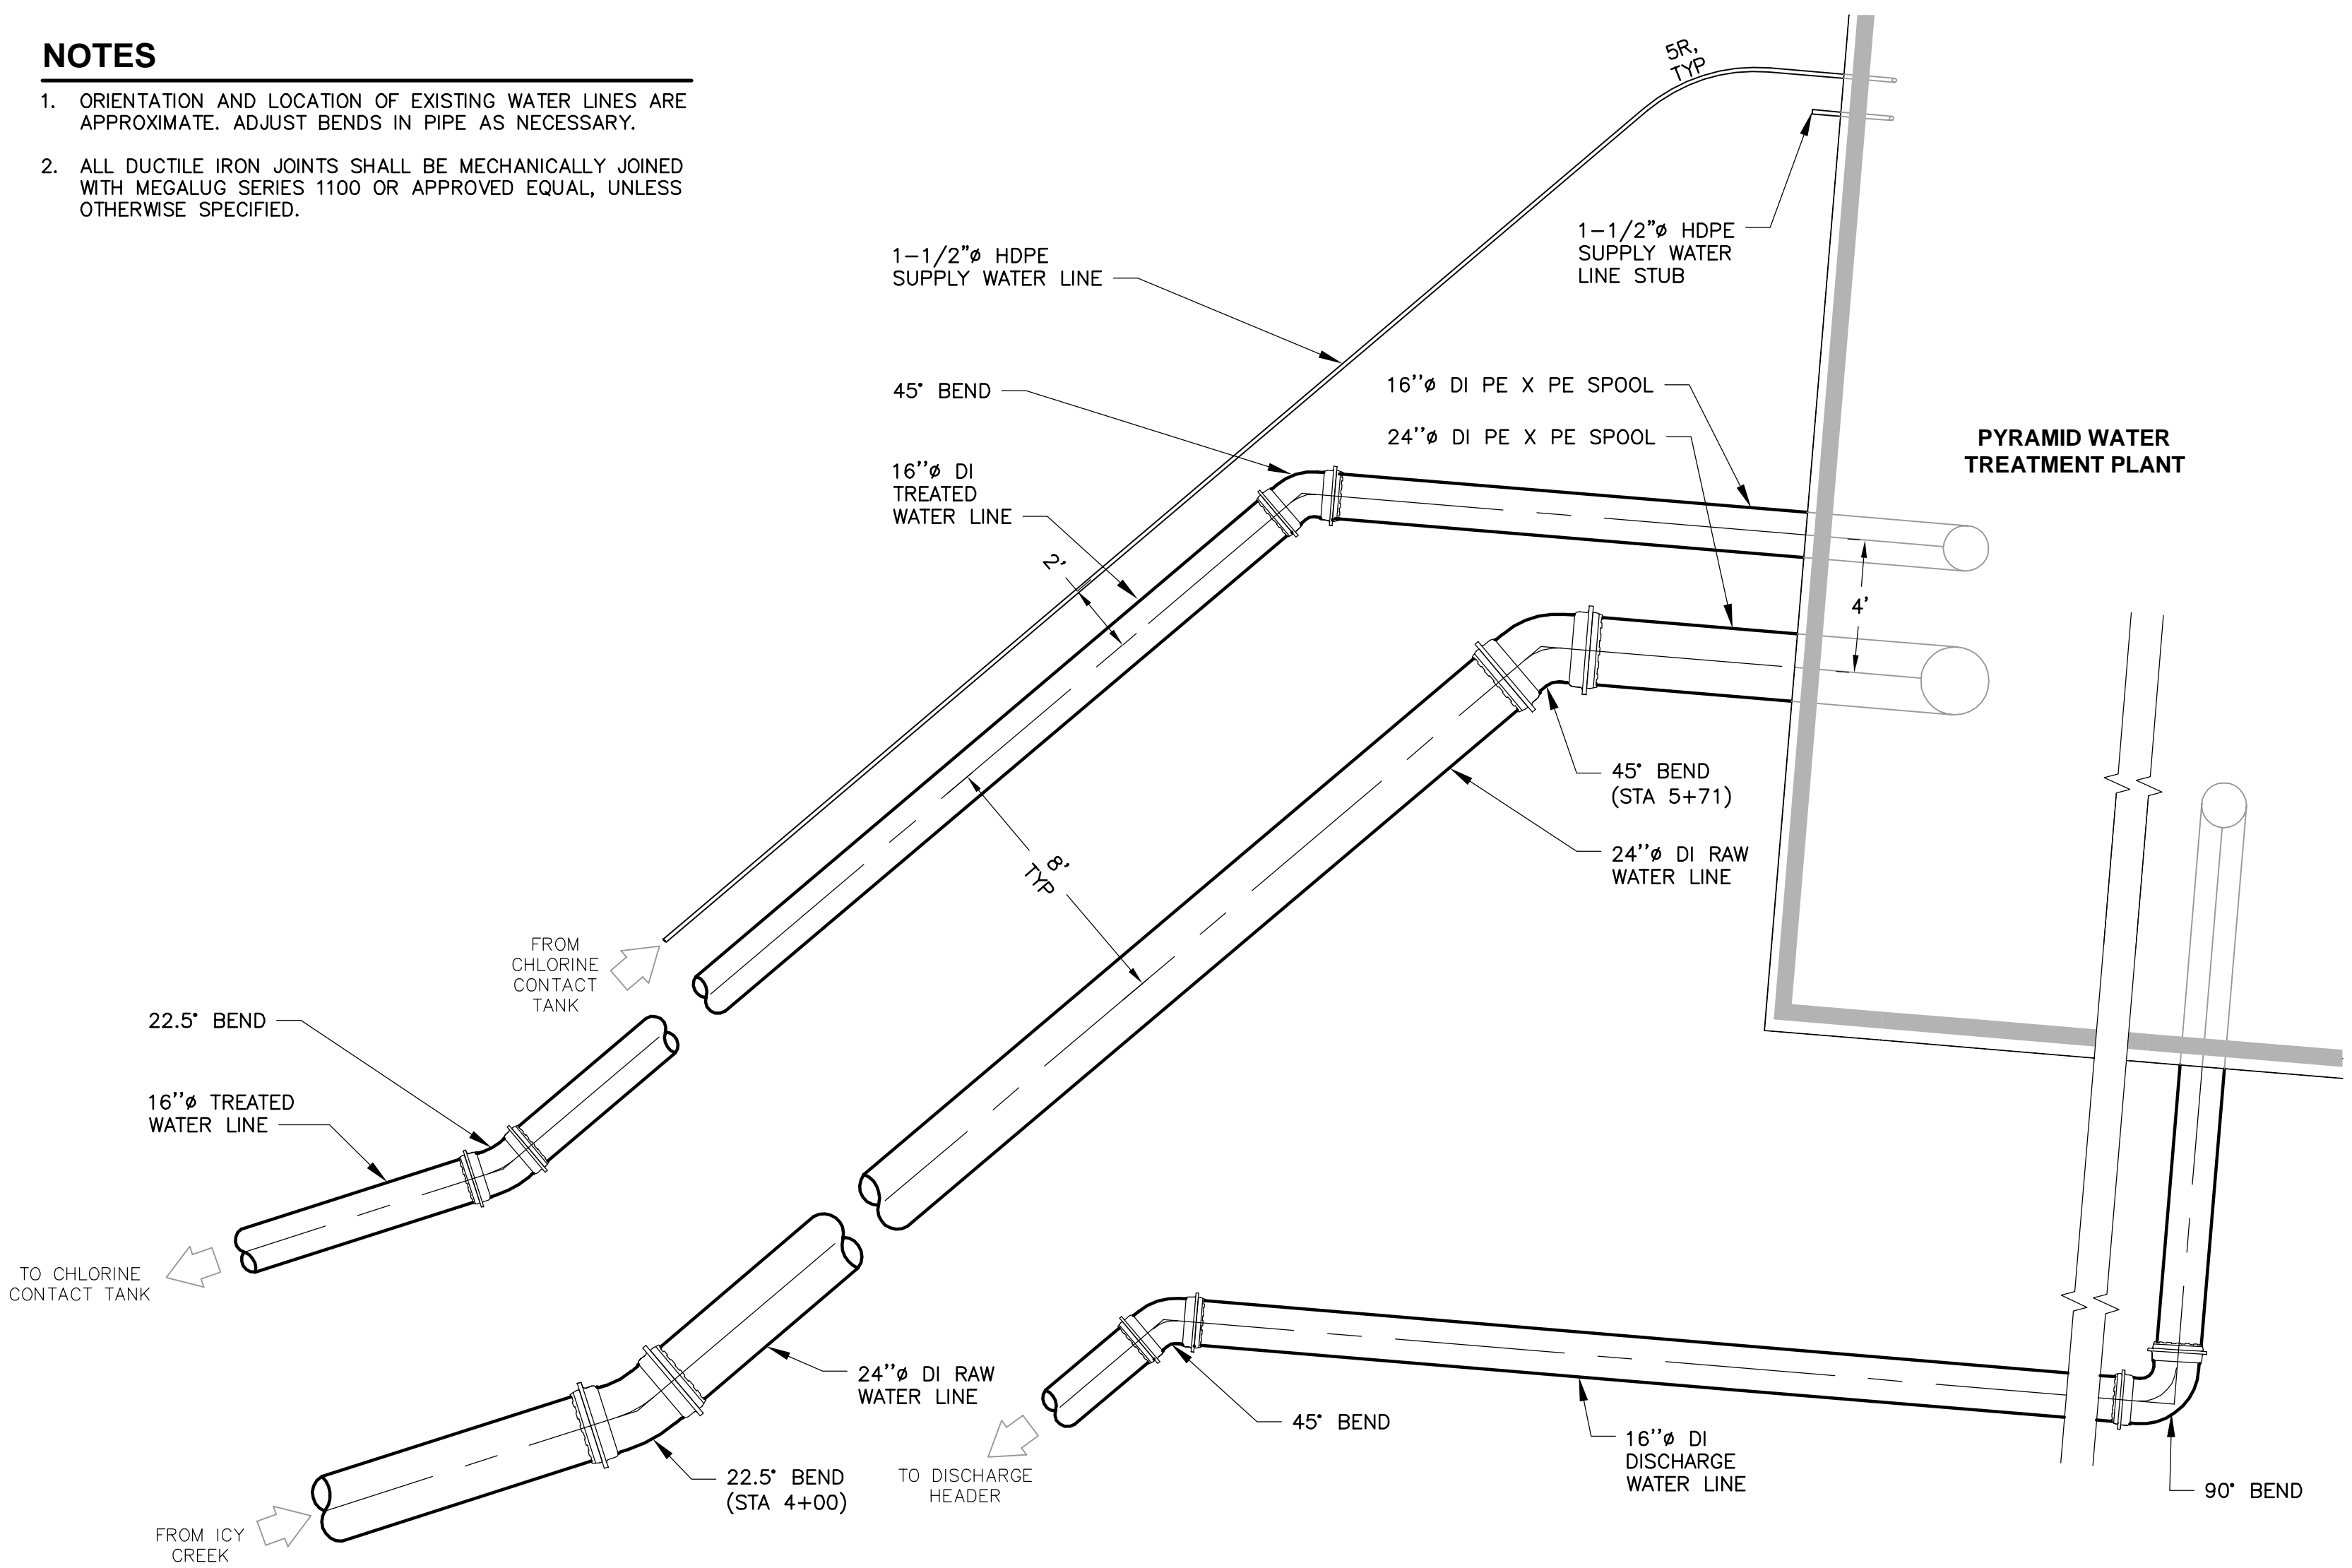 NOTES
1. ORIENTATION AND LOCATION OF EXISTING WATER LINES ARE
APPROXIMATE. ADJUST BENDS IN PIPE AS NECESSARY.
2. ALL DUCTILE IRON JOINTS SHALL BE MECHANICALLY JOINED
WITH MEGALUG SERIES 1100 OR APPROVED EQUAL, UNLESS
OTHERWISE SPECIFIED.
5R,
TYP
1-1/2"ø HDPE
SUPPLY WATER
LINE STUB
1-1/2"ø HDPE
SUPPLY WATER LINE
45° BEND
16''ø DI PE X PE SPOOL
24''ø DI PE X PE SPOOL
PYRAMID WATER
TREATMENT PLANT
16''ø DI
TREATED
WATER LINE
2'
4'
45° BEND
(STA 5+71)
24''ø DI RAW
WATER LINE
8'
TYP
FROM
CHLORINE
CONTACT
TANK
22.5° BEND
16''ø TREATED
WATER LINE
TO CHLORINE
CONTACT TANK
24''ø DI RAW
WATER LINE
22.5° BEND
(STA 4+00)
FROM ICY
CREEK
TO DISCHARGE
HEADER
45° BEND
16''ø DI
DISCHARGE
WATER LINE
90° BEND